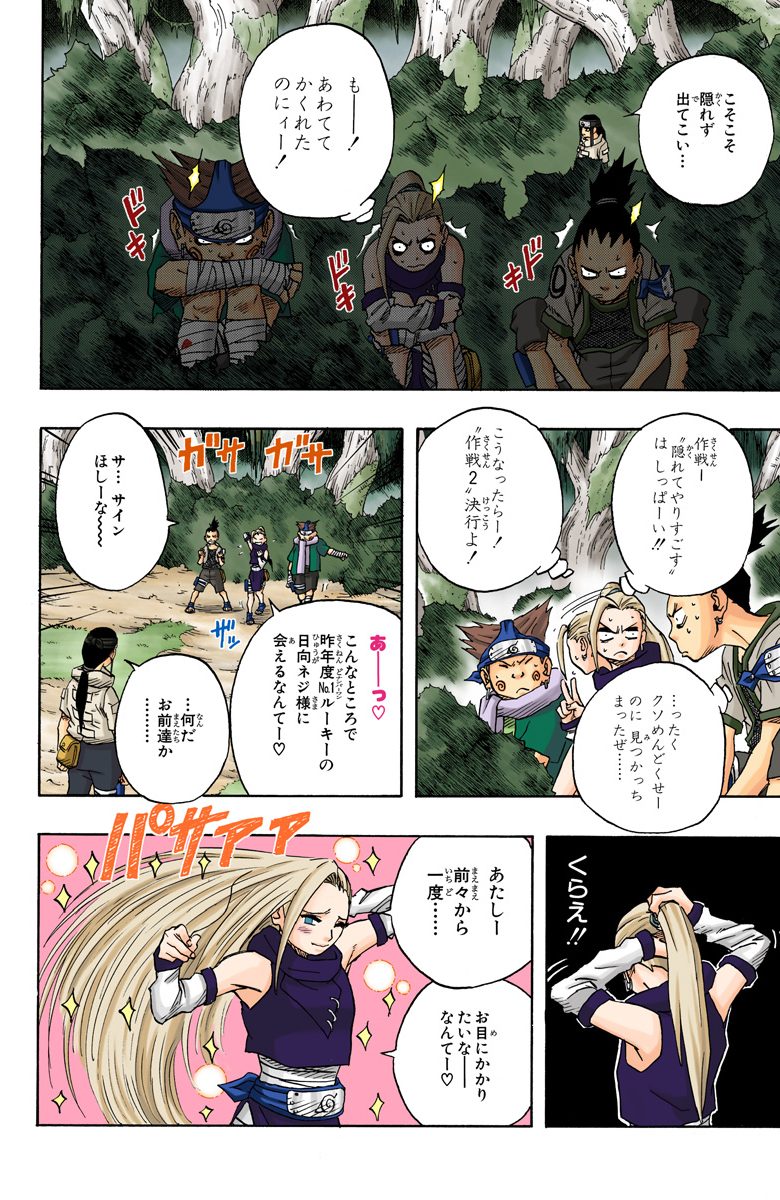 こそこそ
隠れず
出てこい…
も――！
あわてて
かくれた
のにィー！
ドキ
ドキ
ドキ
作戦１
“隠れてやりすごす”
は しっぱーい!!
こうなったらー！
“作戦２”決行よ！
…ったく
クソめんどくせー
のに 見つかっち
まったぜ……
ガサ ガサ
ザッ
サ… サイン
ほしーな～～
あーっ♡
こんなところで
昨年度No.1ルーキーの
日向ネジ様に
会えるなんてー♡
…何だ
お前達か
………
くらえ!!
あたしー
前々から
一度……
お目にかかり
たいな――
なんてー♡
パサァァァ